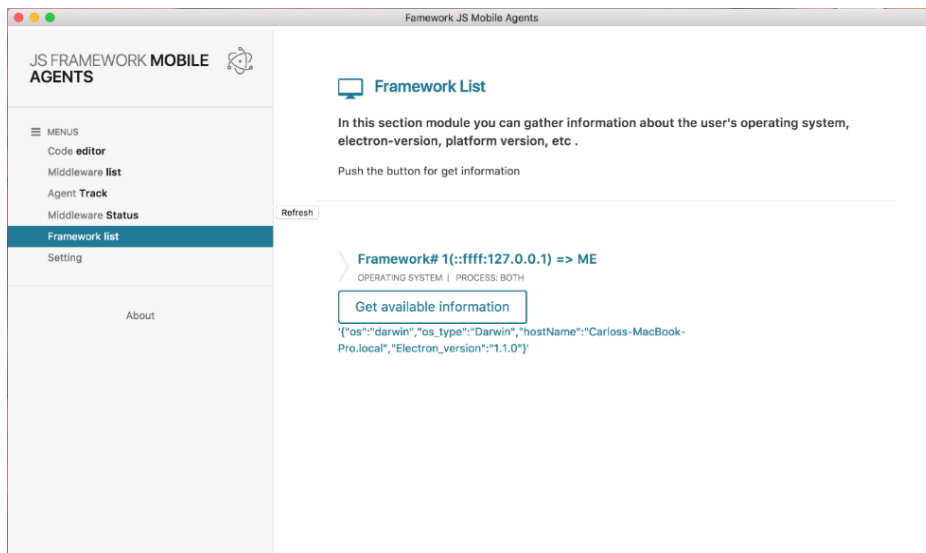 Famework JS Mobile Agents
JS FRAMEWORK MOBILE
AGENTS
MENUS
Code editor
Middleware list
Agent Track
Middleware Status
Framework list
Setting
About
Framework List
In this section module you can gather information about the user's operating system,
electron-version, platform version, etc .
Push the button for get information
Refresh
Framework# 1(::ffff:127.0.0.1) => ME
OPERATING SYSTEM | PROCESS: BOTH
Get available information
'{"os":"darwin","os_type":"Darwin","hostName":"Carloss-MacBook-
Pro.local","Electron_version":"1.1.0"}'